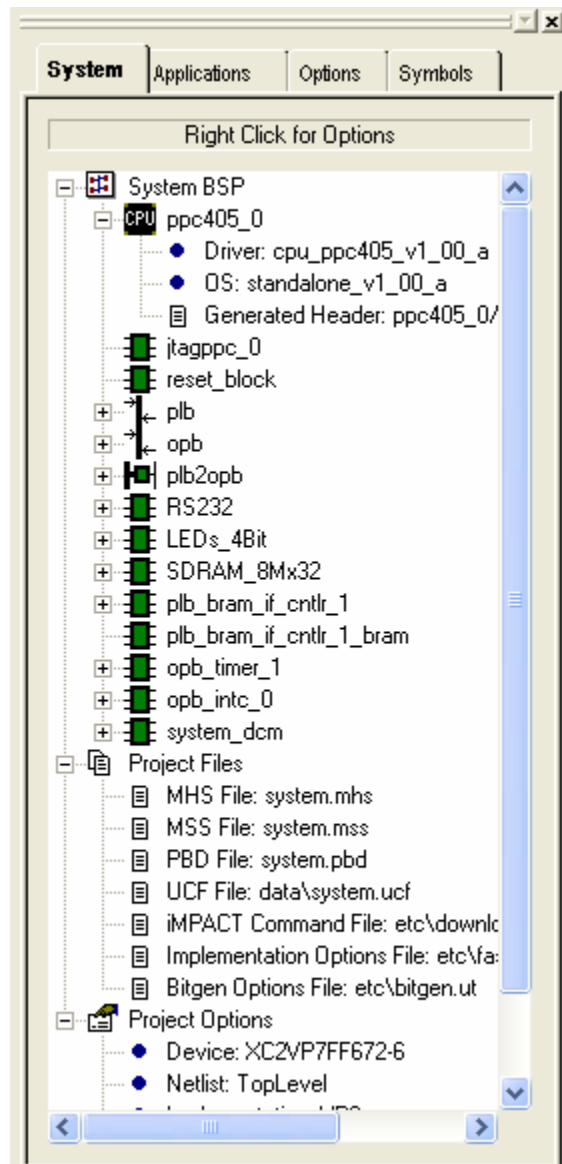 System Applications Options Symbols
Right Click for Options
System BSP
CPU ppc405_0
Driver: cpu_ppc405_v1_00_a
OS: standalone_v1_00_a
Generated Header: ppc405_0/
jtagppc_0
reset_block
plb
opb
plb2opb
RS232
LEDs_4Bit
SDRAM_8Mx32
plb_bram_if_cntlr_1
plb_bram_if_cntlr_1_bram
opb_timer_1
opb_intc_0
system_dcm
Project Files
MHS File: system.mhs
MSS File: system.mss
PBD File: system.pbd
UCF File: data\system.ucf
iMPACT Command File: etc\downlc
Implementation Options File: etc\fa
Bitgen Options File: etc\bitgen.ut
Project Options
Device: XC2VP7FF672-6
Netlist: TopLevel